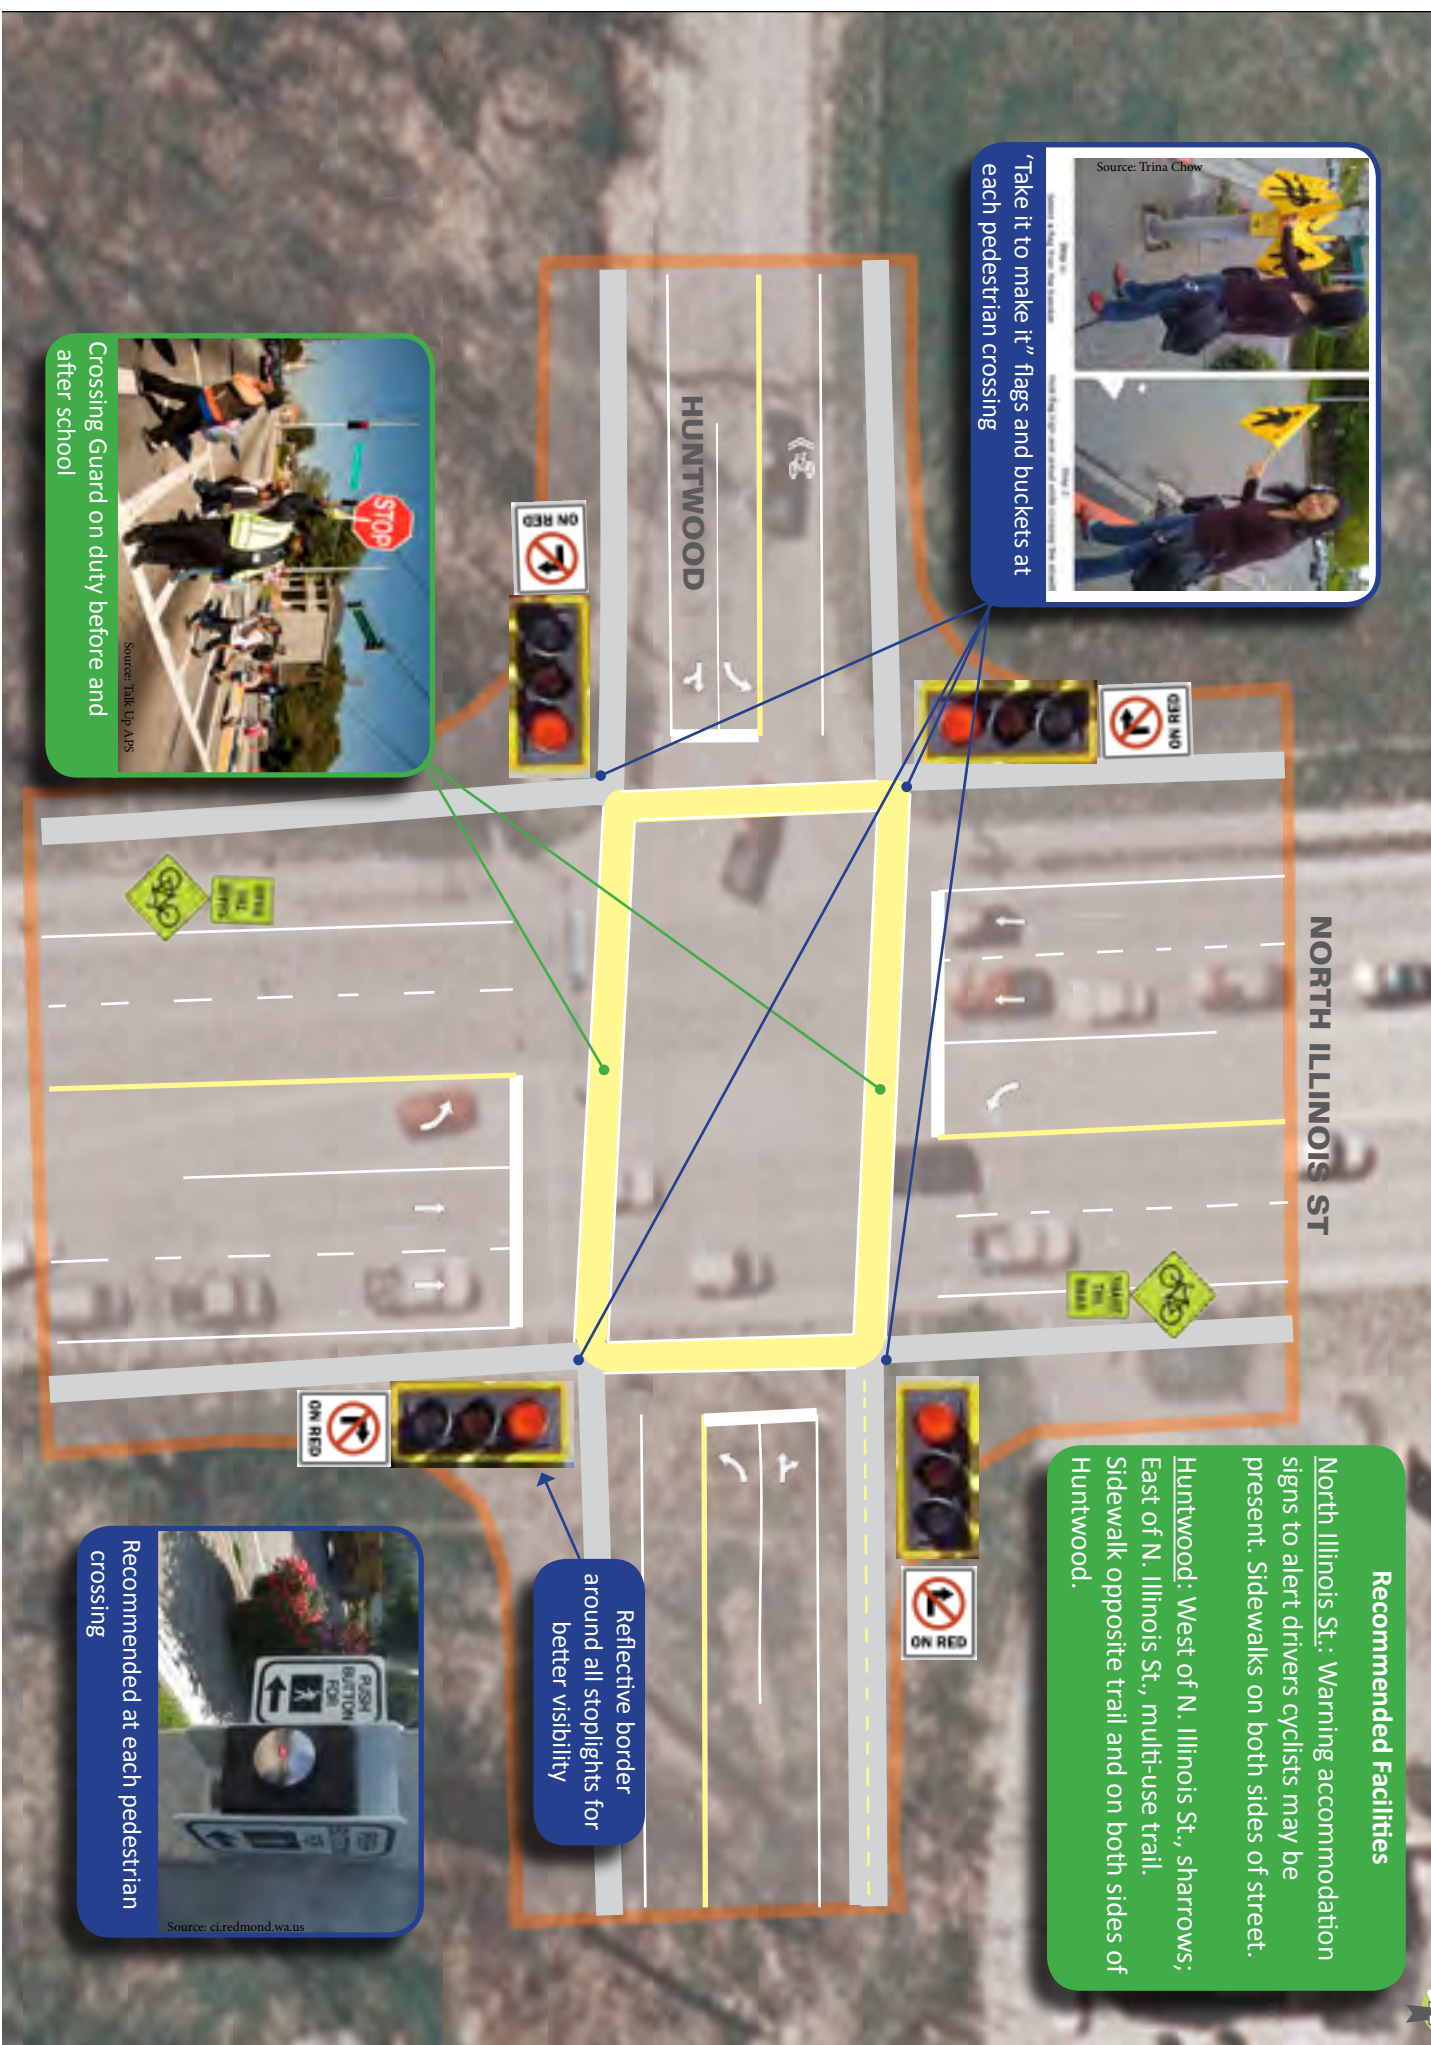 Source: Trina Chow
'Take it to make it" flags and buckets at
each pedestrian crossing
NORTH ILLINOIS ST
HUNTWOOD
ON RED
ON RED
ON RED
ON RED
SHARE
THE
ROAD
STOP
Source: Talk Up APS
Crossing Guard on duty before and
after school
Recommended Facilities
North Illinois St.: Warning accommodation
signs to alert drivers cyclists may be
present. Sidewalks on both sides of street.
Huntwood: West of N. Illinois St., sharrows;
East of N. Illinois St., multi-use trail.
Sidewalk opposite trail and on both sides of
Huntwood.
Reflective border
around all stoplights for
better visibility
PUSH
BUTTON
FOR
Recommended at each pedestrian
crossing
Source: ci.redmond.wa.us